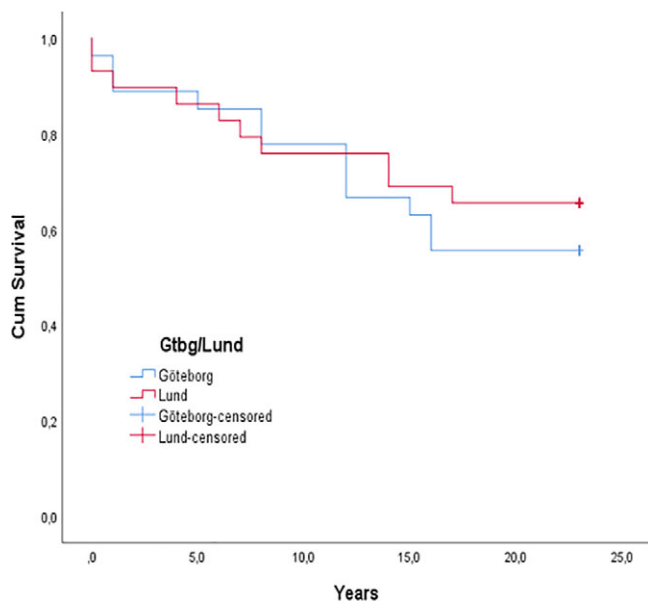 1,0
0,8
0,6
0,4
0,2
0,0
Cum Survival
Gtbg/Lund
Göteborg
Lund
Göteborg-censored
Lund-censored
,0 5,0 10,0 15,0 20,0 25,0
Years